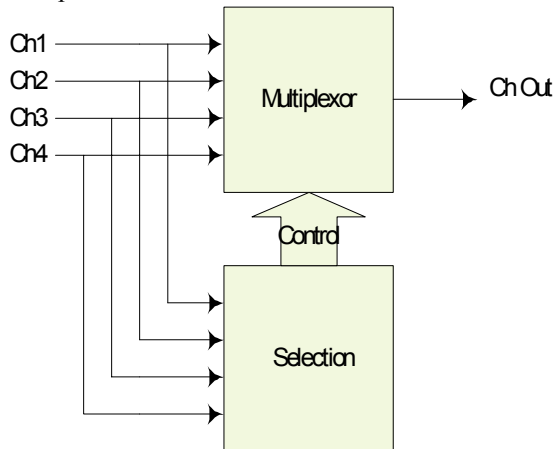 Ch1
Ch2
Ch3
Ch4
Multiplexor
Ch Out
Control
Selection